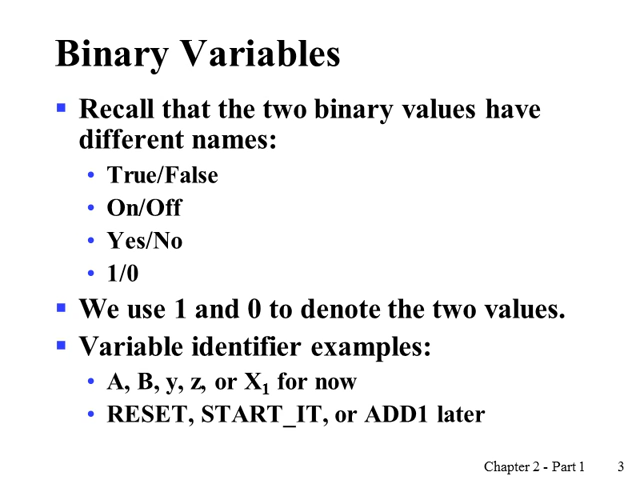 Binary Variables
Recall that the two binary values have
different names:
True/False
On/Off
Yes/No
1/0
We use 1 and 0 to denote the two values.
Variable identifier examples:
A, B, y, z, or X₁ for now
RESET, START_IT, or ADD1 later
Chapter 2 - Part 1 3